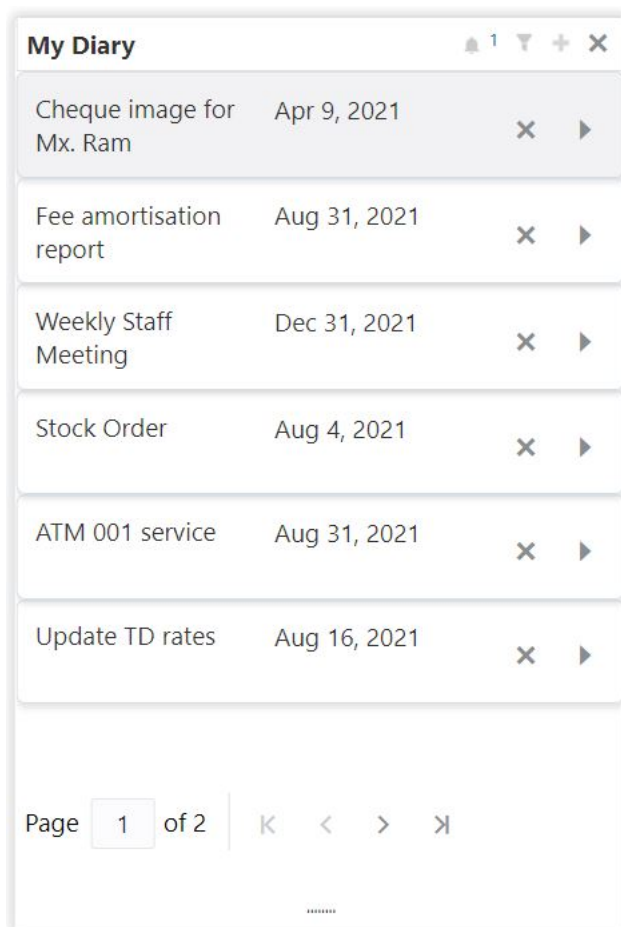 My Diary 1
Cheque image for Apr 9, 2021
Mx. Ram
Fee amortisation Aug 31, 2021
report
Weekly Staff Dec 31, 2021
Meeting
Stock Order Aug 4, 2021
ATM 001 service Aug 31, 2021
Update TD rates Aug 16, 2021
Page 1 of 2